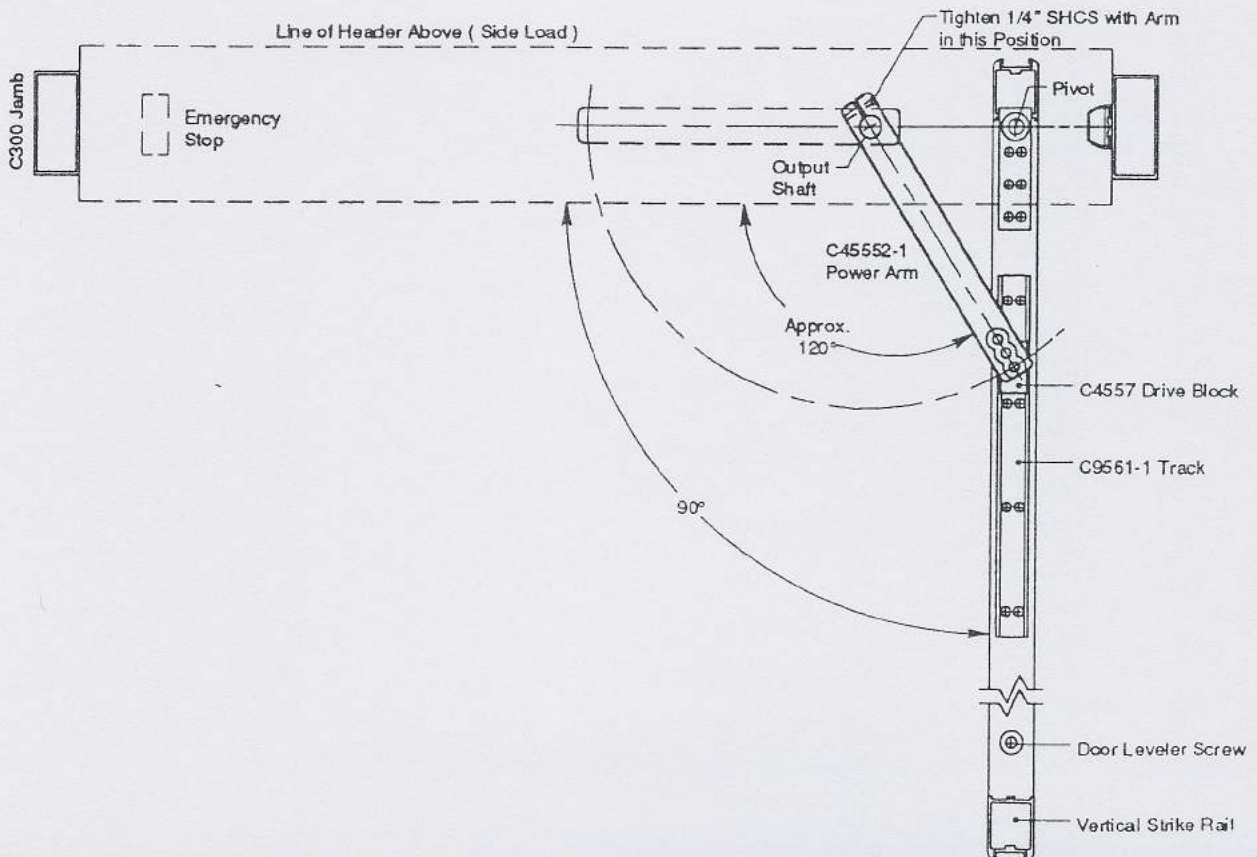 Tighten 1/4" SHCS with Arm
in this Position
Line of Header Above ( Side Load )
C300 Jamb
Emergency
Stop
Pivot
Output
Shaft
C45552-1
Power Arm
Approx.
120°
C4557 Drive Block
C9561-1 Track
90°
Door Leveler Screw
Vertical Strike Rail